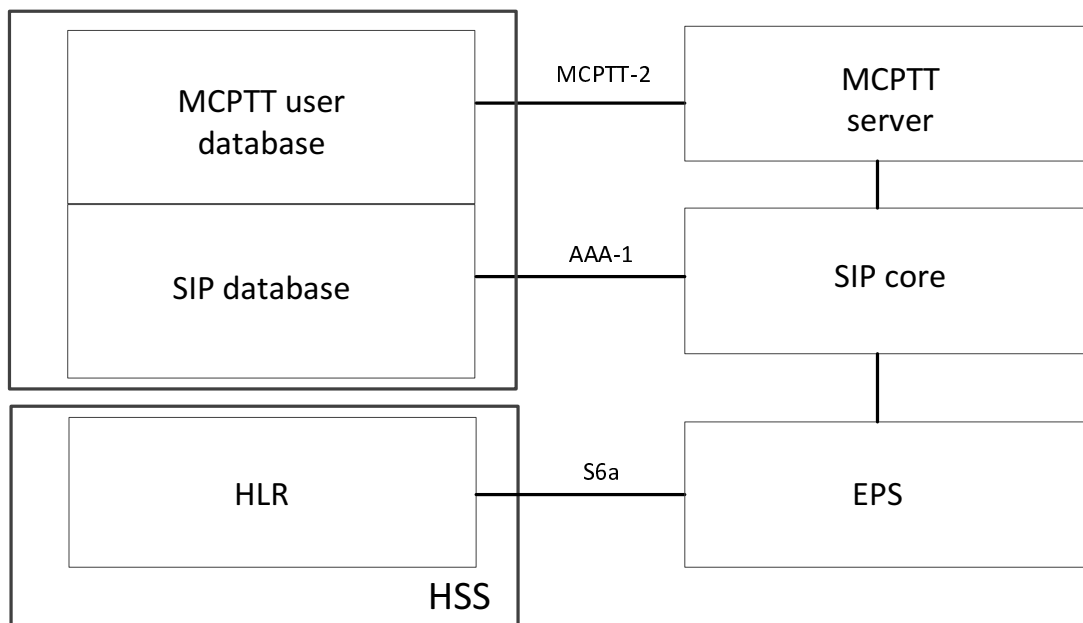 MCPTT user
database
MCPTT-2
MCPTT
server
SIP database
AAA-1
SIP core
HLR
S6a
EPS
HSS